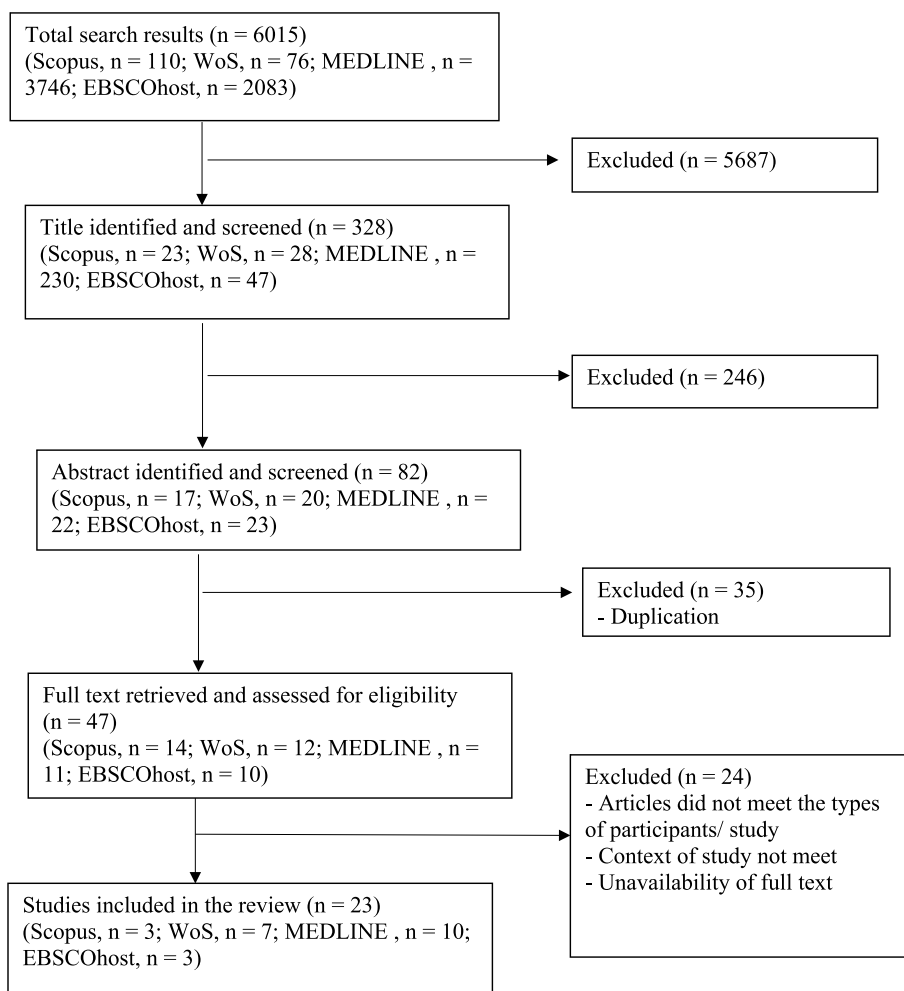 Total search results (n = 6015)
(Scopus, n = 110; WoS, n = 76; MEDLINE , n =
3746; EBSCOhost, n = 2083)
Excluded (n = 5687)
Title identified and screened (n = 328)
(Scopus, n = 23; WoS, n = 28; MEDLINE , n =
230; EBSCOhost, n = 47)
Excluded (n = 246)
Abstract identified and screened (n = 82)
(Scopus, n = 17; WoS, n = 20; MEDLINE , n =
22; EBSCOhost, n = 23)
Excluded (n = 35)
- Duplication
Full text retrieved and assessed for eligibility
(n = 47)
(Scopus, n = 14; WoS, n = 12; MEDLINE , n =
11; EBSCOhost, n = 10)
Excluded (n = 24)
- Articles did not meet the types
of participants/ study
- Context of study not meet
- Unavailability of full text
Studies included in the review (n = 23)
(Scopus, n = 3; WoS, n = 7; MEDLINE , n = 10;
EBSCOhost, n = 3)